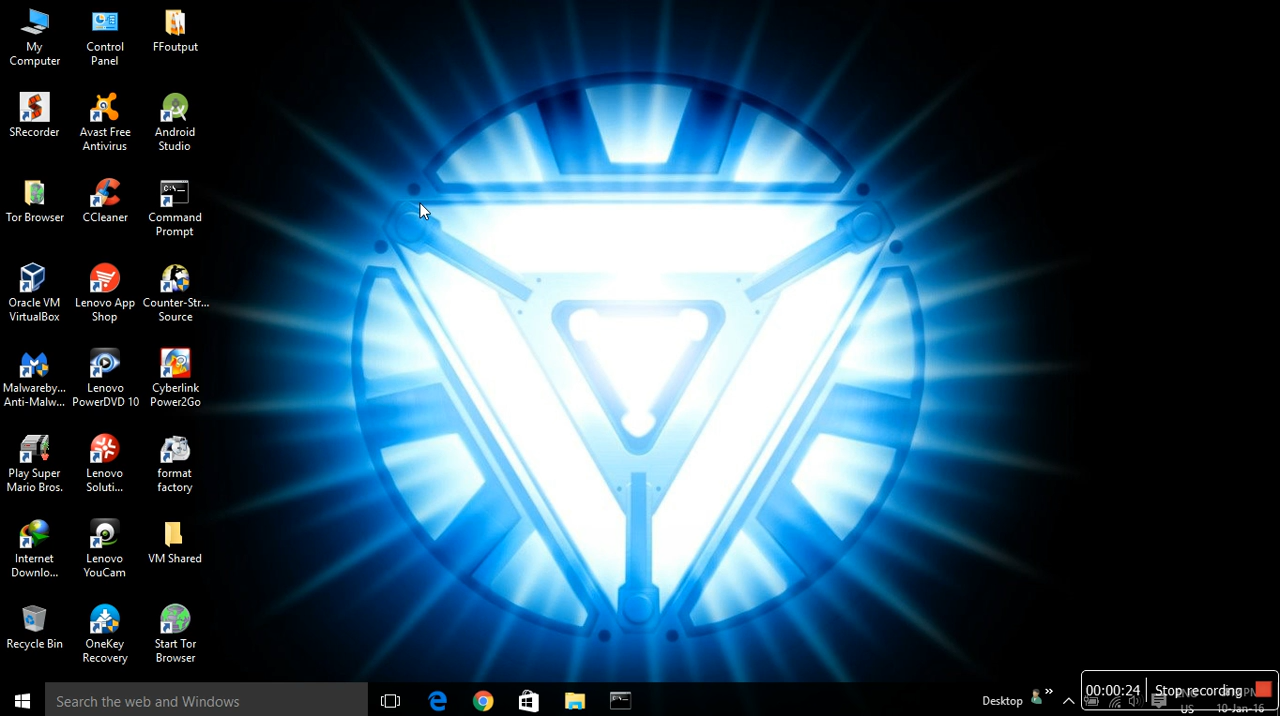 My
Computer
Control
Panel
FFoutput
SRecorder
Avast Free
Antivirus
Android
Studio
Tor Browser
CCleaner
Command
Prompt
Oracle VM
VirtualBox
Lenovo App
Shop
Counter-Str...
Source
Malwareby...
Anti-Malw...
Lenovo
PowerDVD 10
Cyberlink
Power2Go
Play Super
Mario Bros.
Lenovo
Soluti...
format
factory
Internet
Downlo...
Lenovo
YouCam
VM Shared
Recycle Bin
OneKey
Recovery
Start Tor
Browser
Search the web and Windows
Desktop
00:00:24
Stop recording
US
10-Jan-16